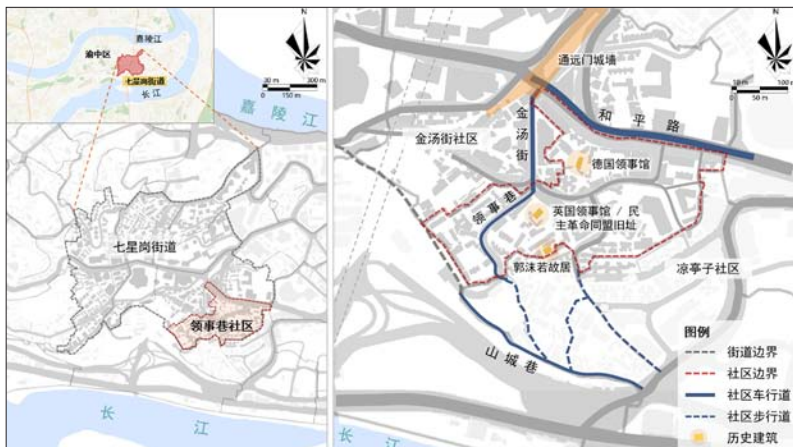 嘉陵江
渝中区
七星岗街道
长江
30 m 300 m
0 150 m
嘉陵江
七星岗街道
领事巷社区
长江
通远门城墙
10 m 100 m
0 50 m
和平路
金汤街社区
金汤街
德国领事馆
领事巷
英国领事馆 / 民
主革命同盟旧址
郭沫若故居
凉亭子社区
山城巷
图例
街道边界
社区边界
社区车行道
社区步行道
历史建筑